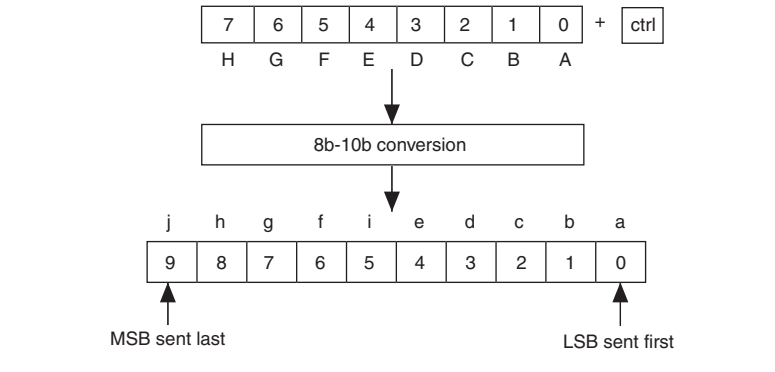 7 6 5 4 3 2 1 0 + ctrl
H G F E D C B A
8b-10b conversion
j h g f i e d c b a
9 8 7 6 5 4 3 2 1 0
MSB sent last LSB sent first